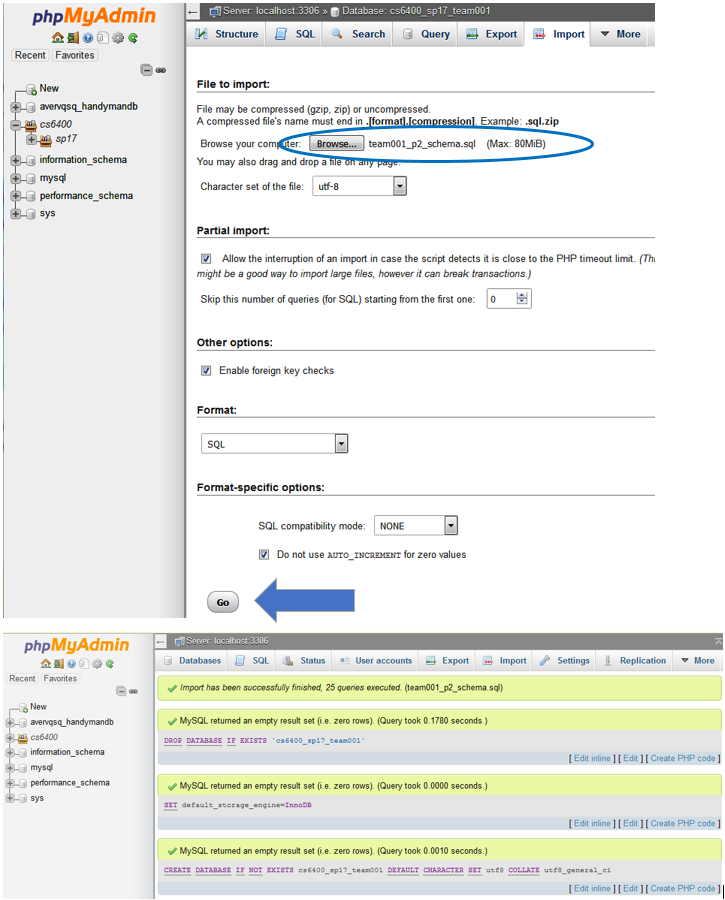 phpMyAdmin
Recent Favorites
New
avervqsq_handymandb
cs6400
sp17
information_schema
mysql
performance_schema
sys
Server: localhost:3306 » Database: cs6400_sp17_team001
Structure SQL Search Query Export Import More
File to import:
File may be compressed (gzip, zip) or uncompressed.
A compressed file's name must end in .[format].[compression]. Example: .sql.zip
Browse your computer: Browse... team001_p2_schema.sql (Max: 80MiB)
You may also drag and drop a file on any page.
Character set of the file: utf-8
Partial import:
Allow the interruption of an import in case the script detects it is close to the PHP timeout limit. (Th
might be a good way to import large files, however it can break transactions.)
Skip this number of queries (for SQL) starting from the first one: 0
Other options:
Enable foreign key checks
Format:
SQL
Format-specific options:
SQL compatibility mode: NONE
Do not use AUTO_INCREMENT for zero values
Go
phpMyAdmin
Recent Favorites
New
avervqsq_handymandb
cs6400
information_schema
mysql
performance_schema
sys
Server: localhost:3306
Databases SQL Status User accounts Export Import Settings Replication More
Import has been successfully finished, 25 queries executed. (team001_p2_schema.sql)
MySQL returned an empty result set (i.e. zero rows). (Query took 0.1780 seconds.)
DROP DATABASE IF EXISTS 'cs6400_sp17_team001'
[ Edit inline ] [ Edit ] [ Create PHP code ]
MySQL returned an empty result set (i.e. zero rows). (Query took 0.0000 seconds.)
SET default_storage_engine=InnoDB
[ Edit inline ] [ Edit ] [ Create PHP code ]
MySQL returned an empty result set (i.e. zero rows). (Query took 0.0010 seconds.)
CREATE DATABASE IF NOT EXISTS cs6400_sp17_team001 DEFAULT CHARACTER SET utf8 COLLATE utf8_general_ci
[ Edit inline ] [ Edit ] [ Create PHP code ]